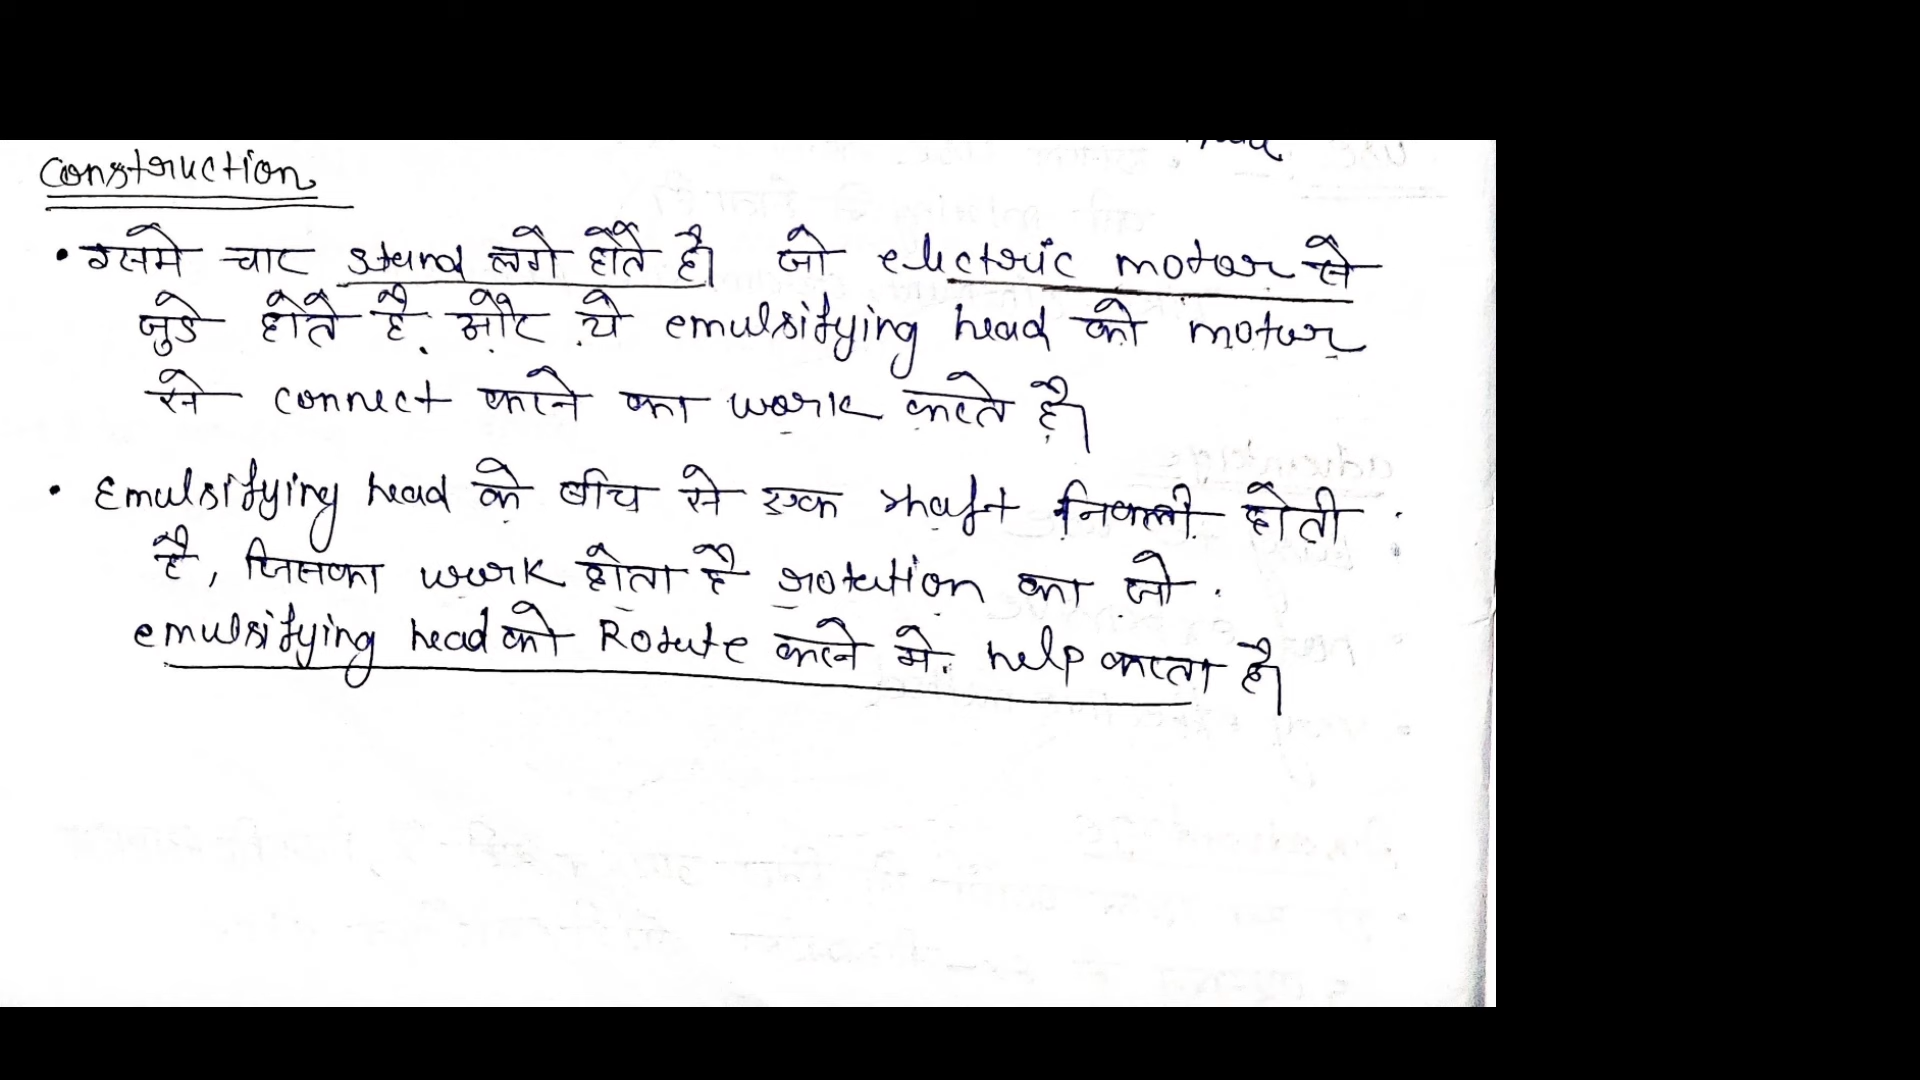 Construction
• इसमे चार stand लगे होते है। जो electric motor से
जुडे होते है और ये emulsifying head को motor
से connect करने का work करते है।
• Emulsifying head के बीच से एक shaft निकली होती
है, जिसका work होता है rotation का जो
emulsifying head को Rotate करने मे help करता है।